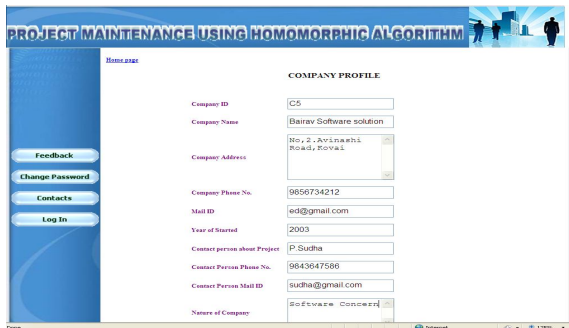 PROJECT MAINTENANCE USING HOMOMORPHIC ALGORITHM
Home page
COMPANY PROFILE
Company ID C5
Company Name Bairav Software solution
Company Address No,2.Avinashi
Road,Kovai
Company Phone No. 9856734212
Mail ID ed@gmail.com
Year of Started 2003
Contact person about Project P.Sudha
Contact Person Phone No. 9843647586
Contact Person Mail ID sudha@gmail.com
Nature of Company Software Concern
Feedback
Change Password
Contacts
Log In
Internet